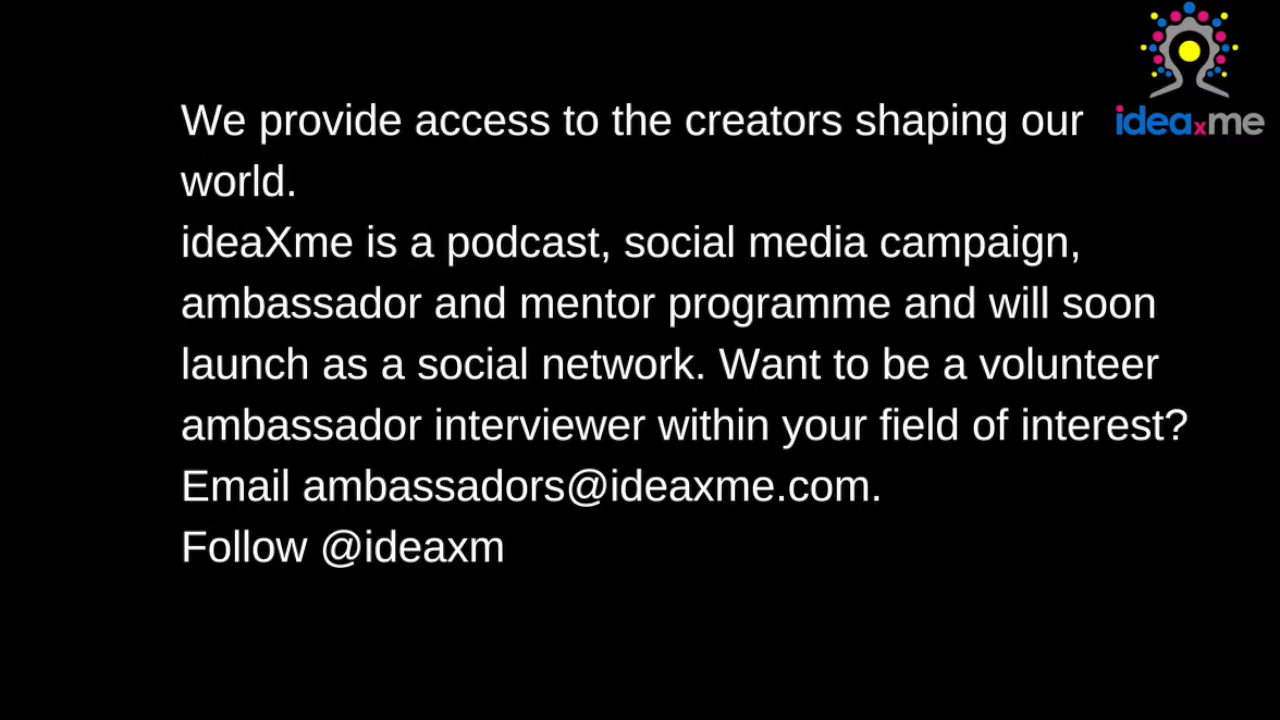 We provide access to the creators shaping our
world.
ideaXme is a podcast, social media campaign,
ambassador and mentor programme and will soon
launch as a social network. Want to be a volunteer
ambassador interviewer within your field of interest?
Email ambassadors@ideaxme.com.
Follow @ideaxm
ideaxme